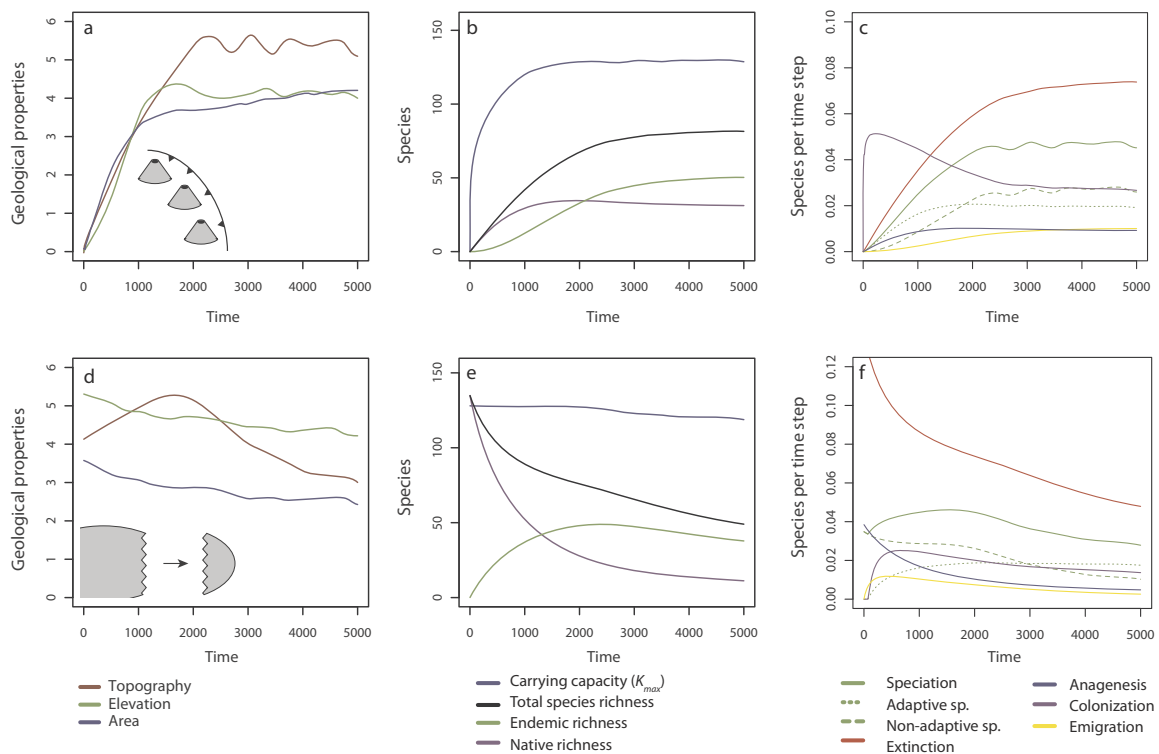 a
Geological properties
6
5
4
3
2
1
0
0 1000 2000 3000 4000 5000
Time
b
Species
150
100
50
0
0 1000 2000 3000 4000 5000
Time
c
Species per time step
0.10
0.08
0.06
0.04
0.02
0.00
0 1000 2000 3000 4000 5000
Time
d
Geological properties
6
5
4
3
2
1
0
0 1000 2000 3000 4000 5000
Time
e
Species
150
100
50
0
0 1000 2000 3000 4000 5000
Time
f
Species per time step
0.12
0.10
0.08
0.06
0.04
0.02
0.00
0 1000 2000 3000 4000 5000
Time
Topography
Elevation
Area
Carrying capacity (Kmax)
Total species richness
Endemic richness
Native richness
Speciation
Adaptive sp.
Non-adaptive sp.
Extinction
Anagenesis
Colonization
Emigration